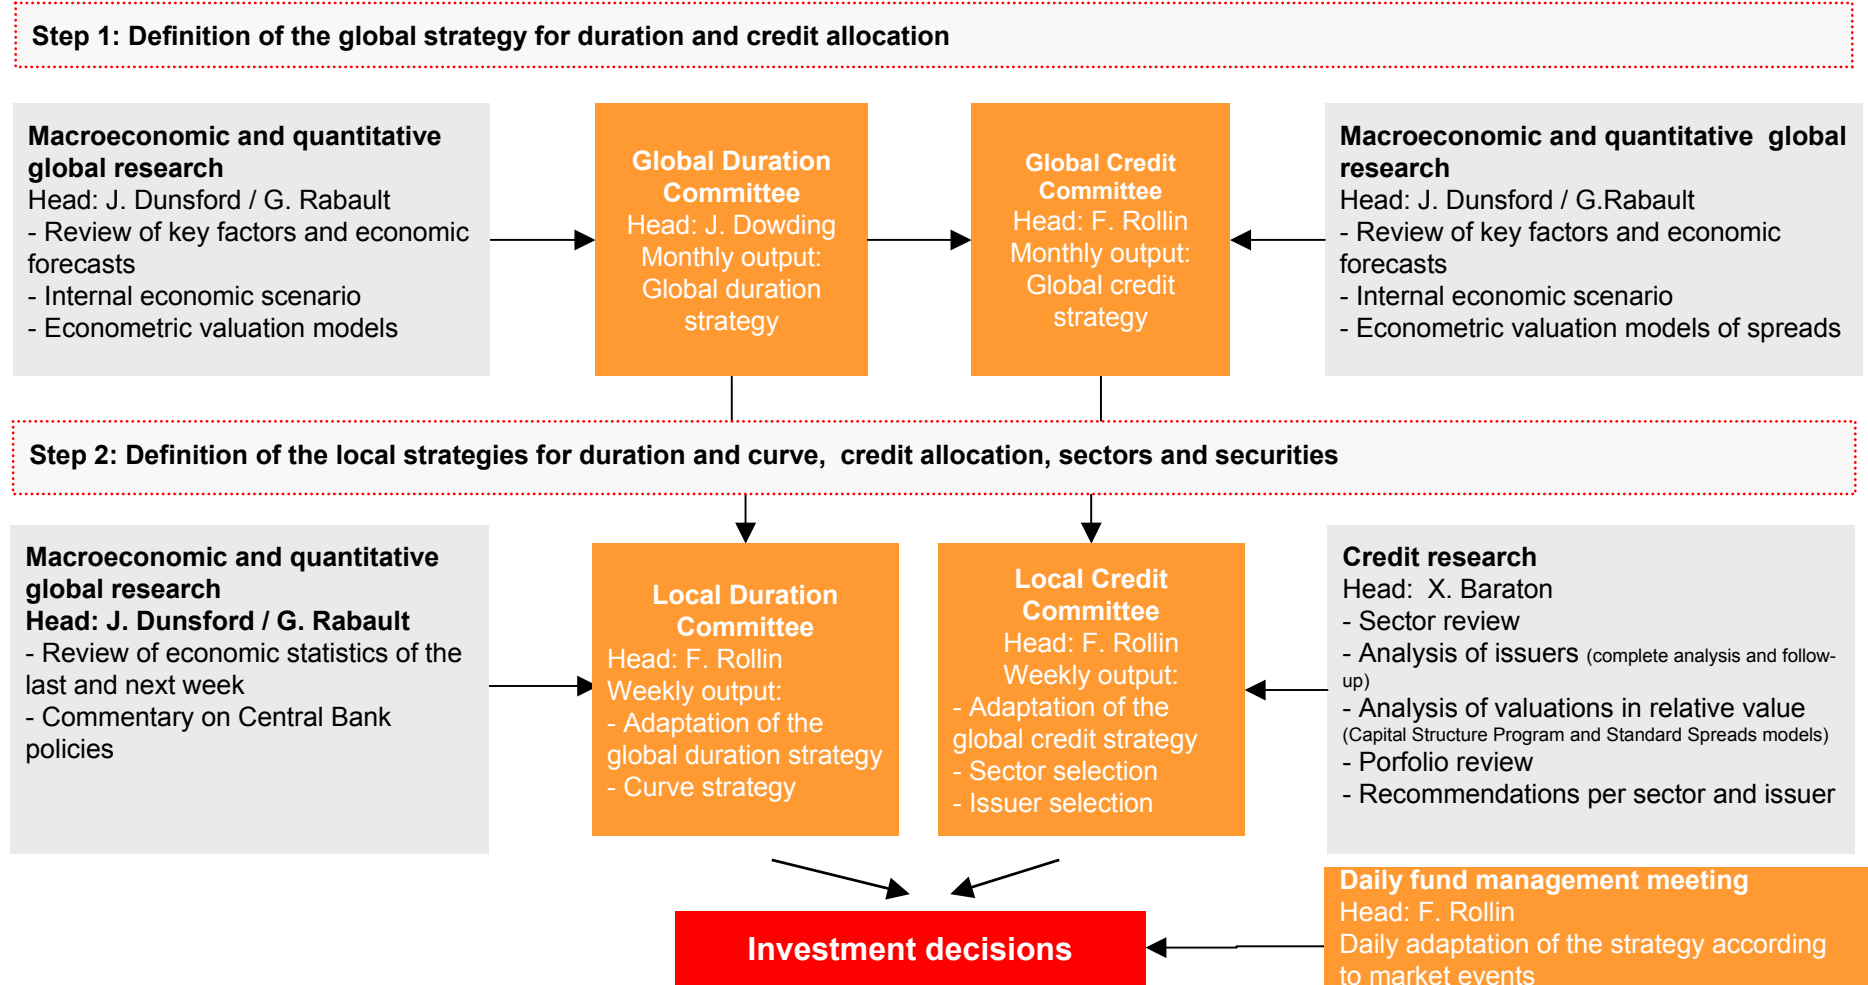 Step 1: Definition of the global strategy for duration and credit allocation
Macroeconomic and quantitative
global research
Head: J. Dunsford / G. Rabault
- Review of key factors and economic
forecasts
- Internal economic scenario
- Econometric valuation models
Global Duration
Committee
Head: J. Dowding
Monthly output:
Global duration
strategy
Global Credit
Committee
Head: F. Rollin
Monthly output:
Global credit
strategy
Macroeconomic and quantitative global
research
Head: J. Dunsford / G.Rabault
- Review of key factors and economic
forecasts
- Internal economic scenario
- Econometric valuation models of spreads
Step 2: Definition of the local strategies for duration and curve, credit allocation, sectors and securities
Macroeconomic and quantitative
global research
Head: J. Dunsford / G. Rabault
- Review of economic statistics of the
last and next week
- Commentary on Central Bank
policies
Local Duration
Committee
Head: F. Rollin
Weekly output:
- Adaptation of the
global duration strategy
- Curve strategy
Local Credit
Committee
Head: F. Rollin
Weekly output:
- Adaptation of the
global credit strategy
- Sector selection
- Issuer selection
Credit research
Head: X. Baraton
- Sector review
- Analysis of issuers (complete analysis and follow-
up)
- Analysis of valuations in relative value
(Capital Structure Program and Standard Spreads models)
- Porfolio review
- Recommendations per sector and issuer
Investment decisions
Daily fund management meeting
Head: F. Rollin
Daily adaptation of the strategy according
to market events